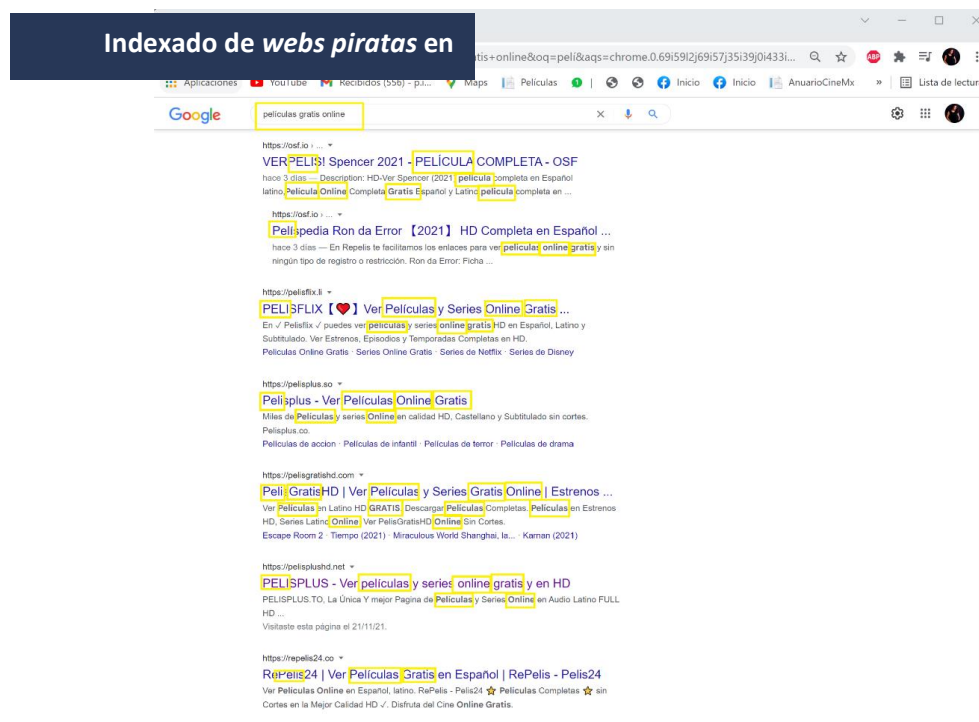 Indexado de webs piratas en
tis+online&oq=pelí&aqs=chrome.0.69i59l2j69i57j35i39j0i433i...
Aplicaciones YouTube Recibidos (556) - p.i... Maps Películas Inicio Inicio AnuarioCineMx » Lista de lectur
Google películas gratis online
https://osf.io › ...
VERPELIS! Spencer 2021 - PELÍCULA COMPLETA - OSF
hace 3 días — Description: HD-Ver Spencer (2021 película completa en Español
latino,Película Online Completa Gratis Español y Latino película completa en ...
https://osf.io › ...
Pelispedia Ron da Error 【2021】 HD Completa en Español ...
hace 3 días — En Repelis te facilitamos los enlaces para ver películas online gratis y sin
ningún tipo de registro o restricción. Ron da Error: Ficha ...
https://pelisflix.li
PELISFLIX【❤】Ver Películas y Series Online Gratis ...
En √ Pelisflix √ puedes ver películas y series online gratis HD en Español, Latino y
Subtitulado. Ver Estrenos, Episodios y Temporadas Completas en HD.
Peliculas Online Gratis · Series Online Gratis · Series de Netflix · Series de Disney
https://pelisplus.so
Pelisplus - Ver Películas Online Gratis
Miles de Películas y series Online en calidad HD, Castellano y Subtitulado sin cortes.
Pelisplus.co.
Películas de accion · Películas de infantil · Películas de terror · Películas de drama
https://pelisgratishd.com
PelisGratisHD | Ver Películas y Series Gratis Online | Estrenos ...
Ver Películas en Latino HD GRATIS, Descargar Películas Completas. Películas en Estrenos
HD, Series Latino Online. Ver PelisGratisHD Online Sin Cortes.
Escape Room 2 · Tiempo (2021) · Miraculous World Shanghai, la... · Karnan (2021)
https://pelisplushd.net
PELISPLUS - Ver películas y series online gratis y en HD
PELISPLUS.TO, La Única Y mejor Pagina de Películas y Series Online en Audio Latino FULL
HD ...
Visitaste esta página el 21/11/21.
https://repelis24.co
RePelis24 | Ver Películas Gratis en Español | RePelis - Pelis24
Ver Películas Online en Español, latino. RePelis - Pelis24 ⭐ Películas Completas ⭐ sin
Cortes en la Mejor Calidad HD √. Disfruta del Cine Online Gratis.